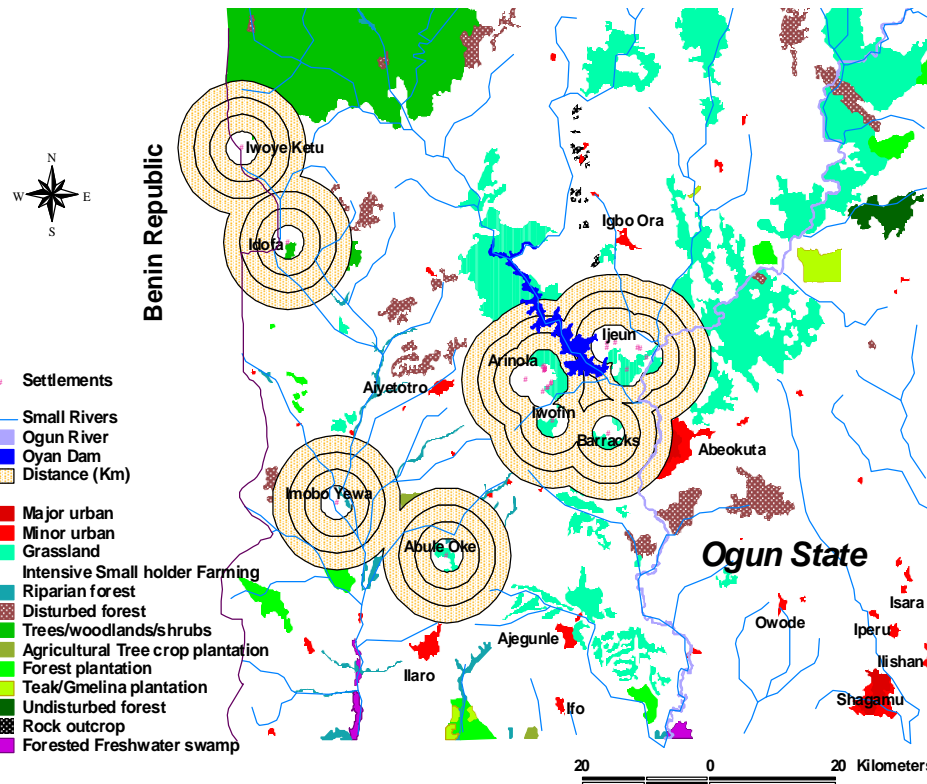 Iwoye Ketu
N
W E
S
Benin Republic
Igbo Ora
Idofa
Ijeun
Arinola
Settlements
Aiyetotro
Small Rivers
Iwofin
Ogun River
Barracks
Oyan Dam
Abeokuta
Distance (Km)
Imobo Yewa
Major urban
Minor urban
Abule Oke
Grassland
Ogun State
Intensive Small holder Farming
Riparian forest
Disturbed forest
Isara
Trees/woodlands/shrubs
Owode
Iperu
Agricultural Tree crop plantation
Ajegunle
Forest plantation
Ilaro
Ilishan
Teak/Gmelina plantation
Shagamu
Undisturbed forest
Ifo
Rock outcrop
Forested Freshwater swamp
20 0 20 Kilometers